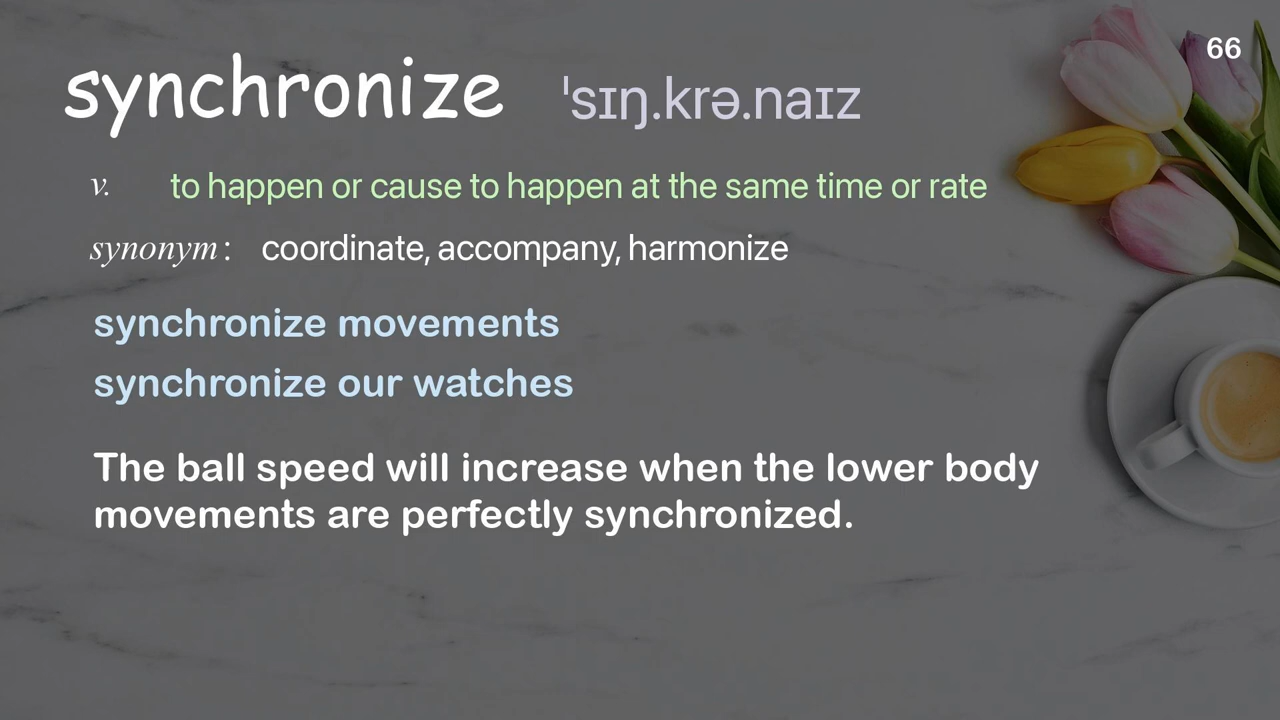 66
synchronize ˈsɪŋ.krə.naɪz
v. to happen or cause to happen at the same time or rate
synonym: coordinate, accompany, harmonize
synchronize movements
synchronize our watches
The ball speed will increase when the lower body
movements are perfectly synchronized.